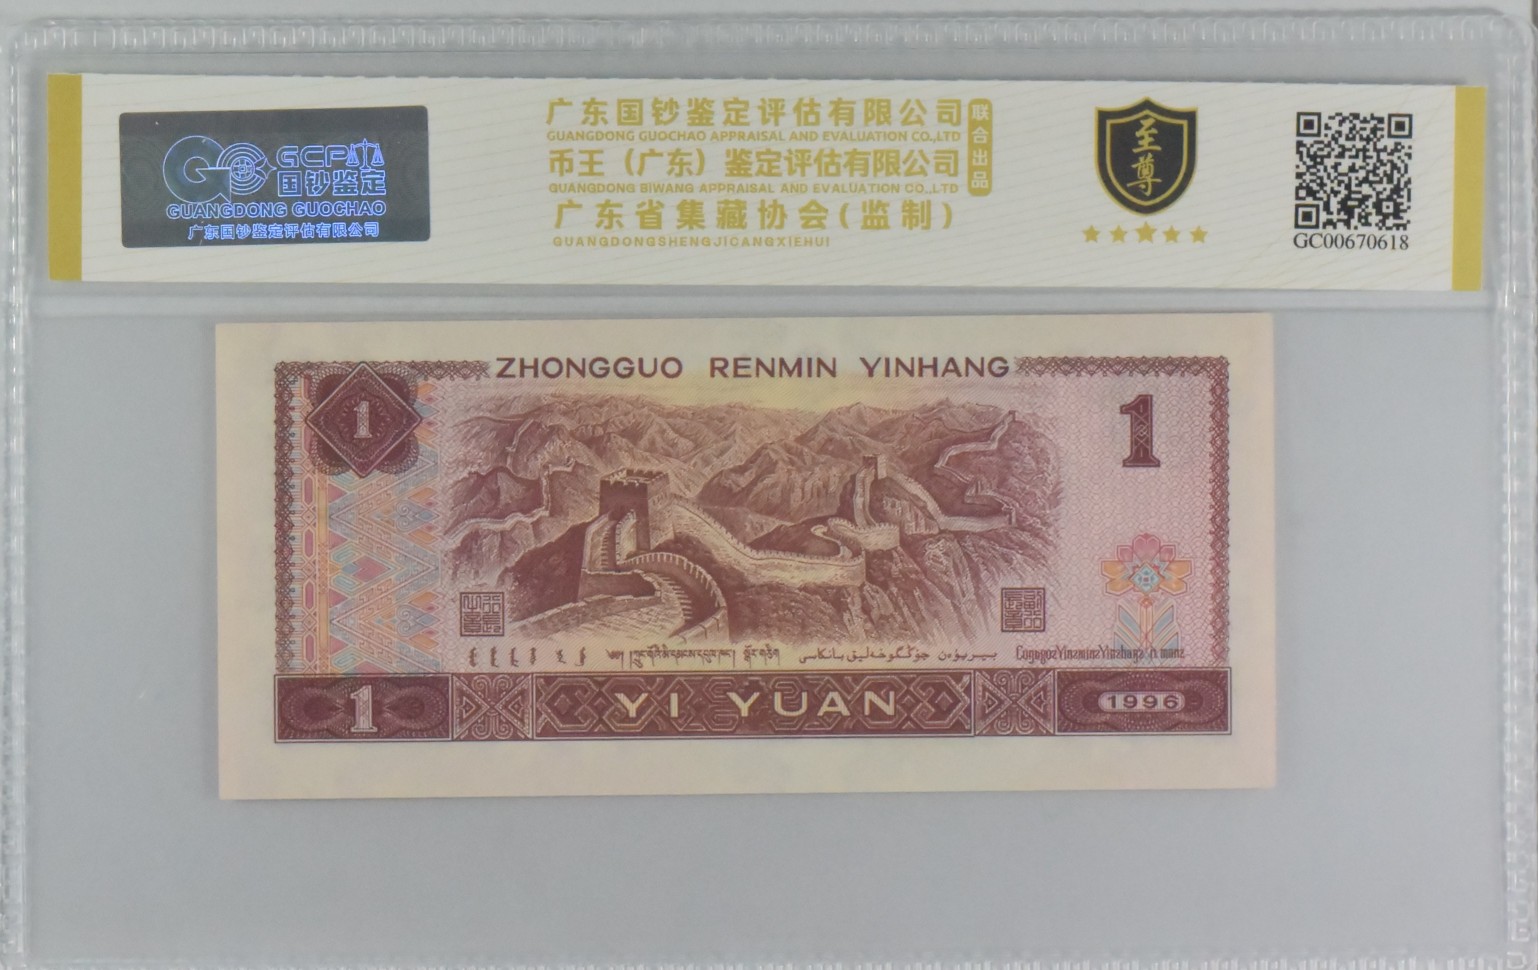 GCP
国钞鉴定
GUANGDONG GUOCHAO
广东国钞鉴定评估有限公司
广东国钞鉴定评估有限公司
GUANGDONG GUOCHAO APPRAISAL AND EVALUATION CO.,LTD
币王（广东）鉴定评估有限公司
GUANGDONG BIWANG APPRAISAL AND EVALUATION CO.,LTD
广东省集藏协会(监制)
GUANGDONGSHENGJICANGXIEHUI
联合出品
至尊
GC00670618
ZHONGGUO RENMIN YINHANG
1
1
1
YI YUAN
1996